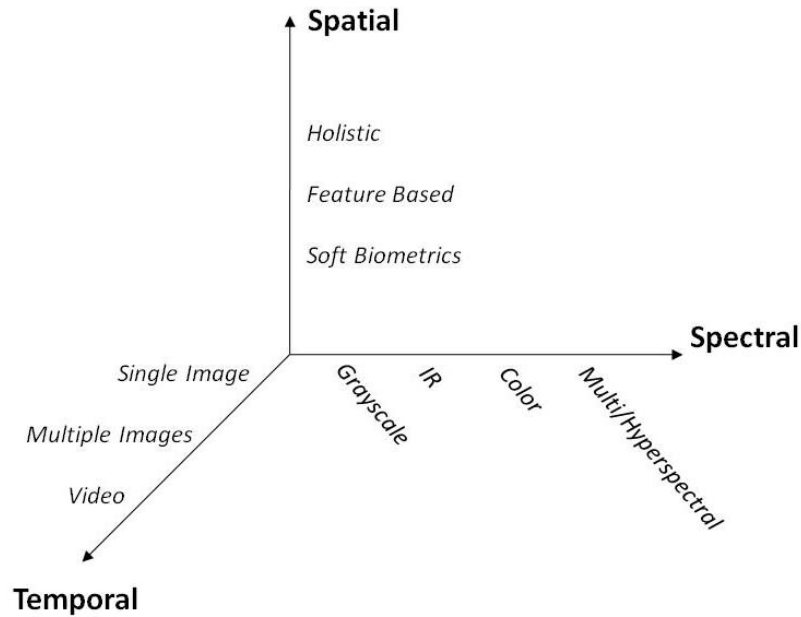 Spatial
Holistic
Feature Based
Soft Biometrics
Spectral
Grayscale
IR
Color
Multi/Hyperspectral
Single Image
Multiple Images
Video
Temporal